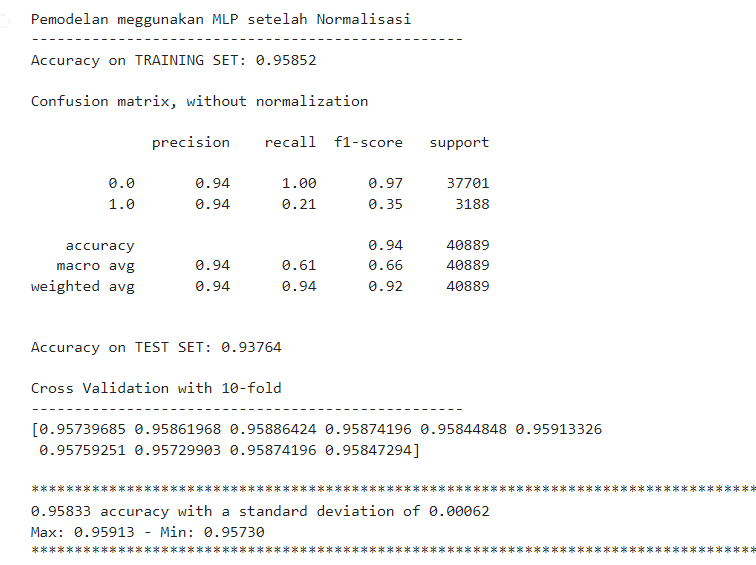 Pemodelan meggunakan MLP setelah Normalisasi
--------------------------------------------------
Accuracy on TRAINING SET: 0.95852
Confusion matrix, without normalization
precision recall f1-score support
0.0 0.94 1.00 0.97 37701
1.0 0.94 0.21 0.35 3188
accuracy 0.94 40889
macro avg 0.94 0.61 0.66 40889
weighted avg 0.94 0.94 0.92 40889
Accuracy on TEST SET: 0.93764
Cross Validation with 10-fold
--------------------------------------------------
[0.95739685 0.95861968 0.95886424 0.95874196 0.95844848 0.95913326
0.95759251 0.95729903 0.95874196 0.95847294]
************************************************************************************
0.95833 accuracy with a standard deviation of 0.00062
Max: 0.95913 - Min: 0.95730
************************************************************************************